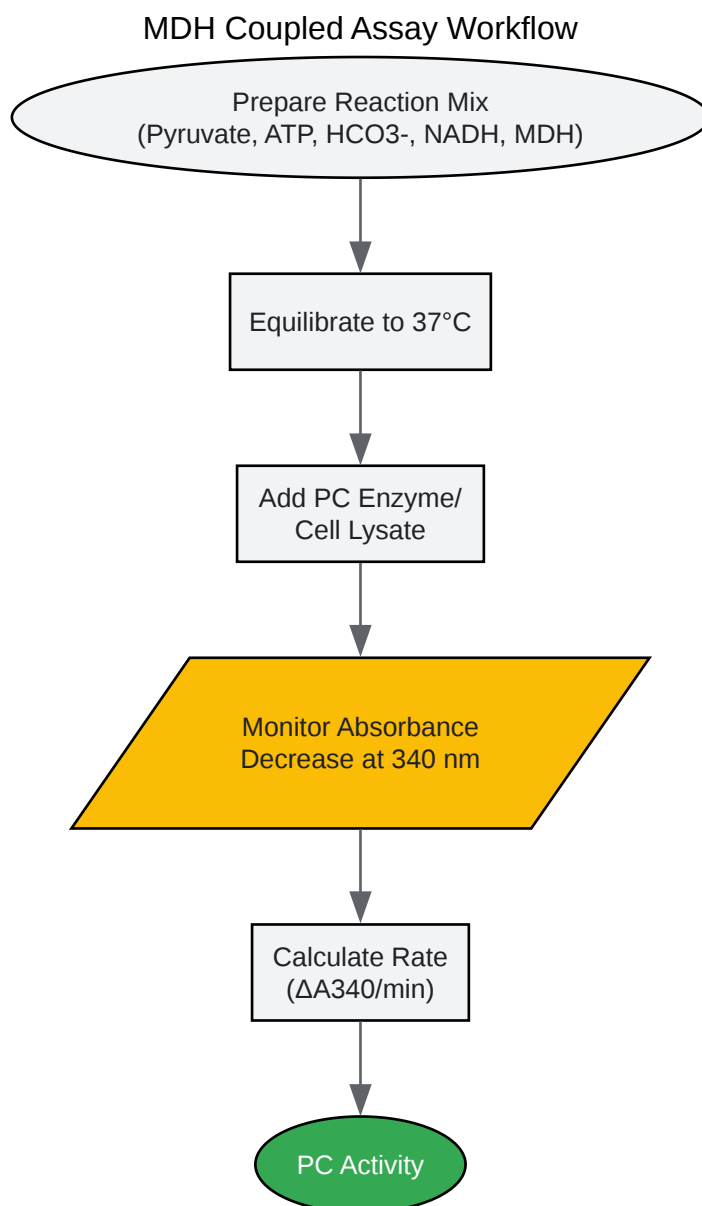 MDH Coupled Assay Workflow
Prepare Reaction Mix
(Pyruvate, ATP, HCO3-, NADH, MDH)
Equilibrate to 37°C
Add PC Enzyme/
Cell Lysate
Monitor Absorbance
Decrease at 340 nm
Calculate Rate
(ΔA340/min)
PC Activity